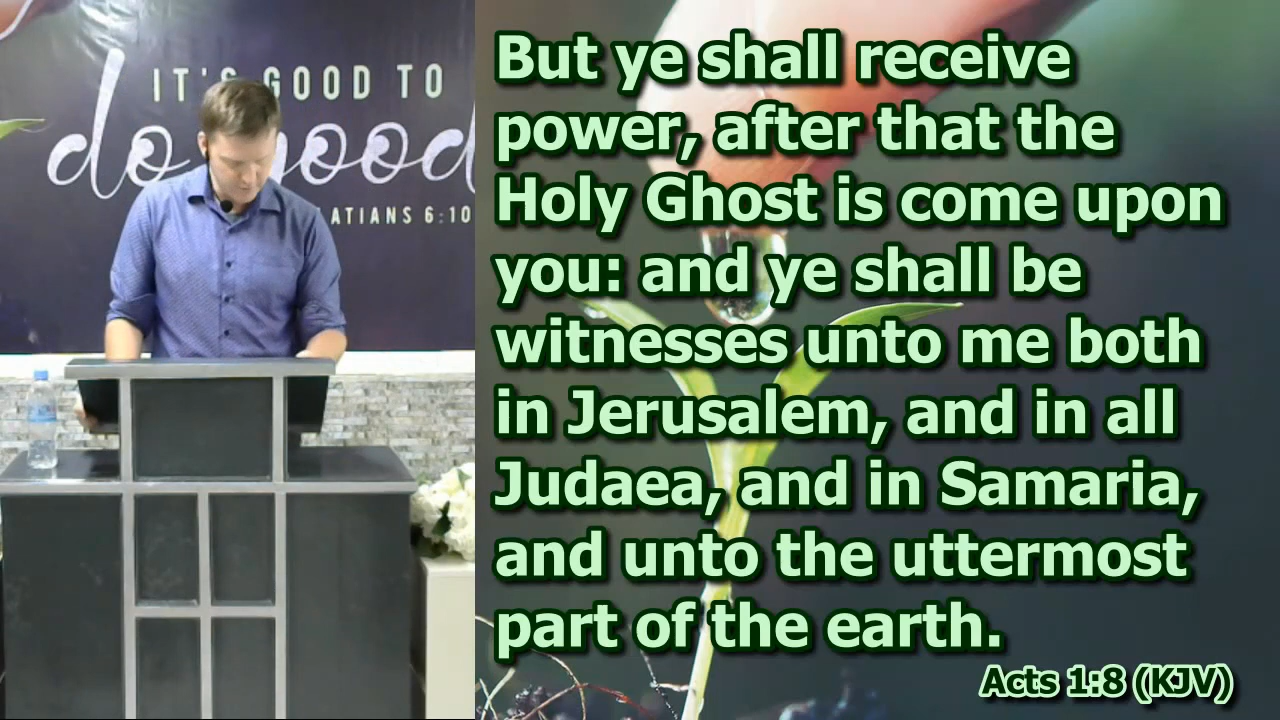 IT'S GOOD TO
do good
ATIANS 6:10
But ye shall receive
power, after that the
Holy Ghost is come upon
you: and ye shall be
witnesses unto me both
in Jerusalem, and in all
Judaea, and in Samaria,
and unto the uttermost
part of the earth.
Acts 1:8 (KJV)